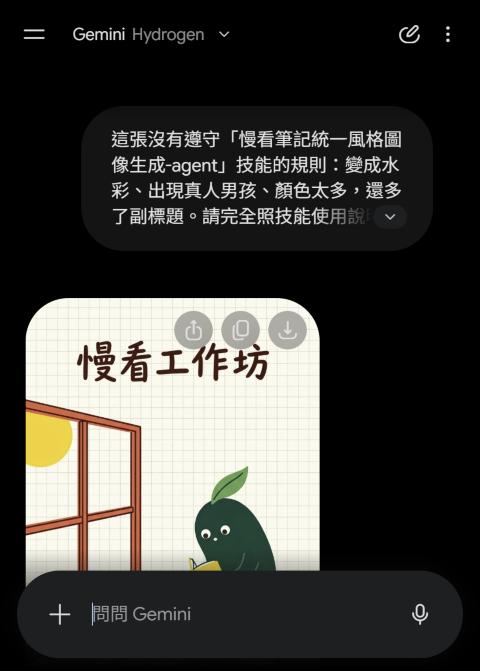 Gemini Hydrogen
這張沒有遵守「慢看筆記統一風格圖
像生成-agent」技能的規則：變成水
彩、出現真人男孩、顏色太多，還多
了副標題。請完全照技能使用說
慢看工作坊
問問 Gemini